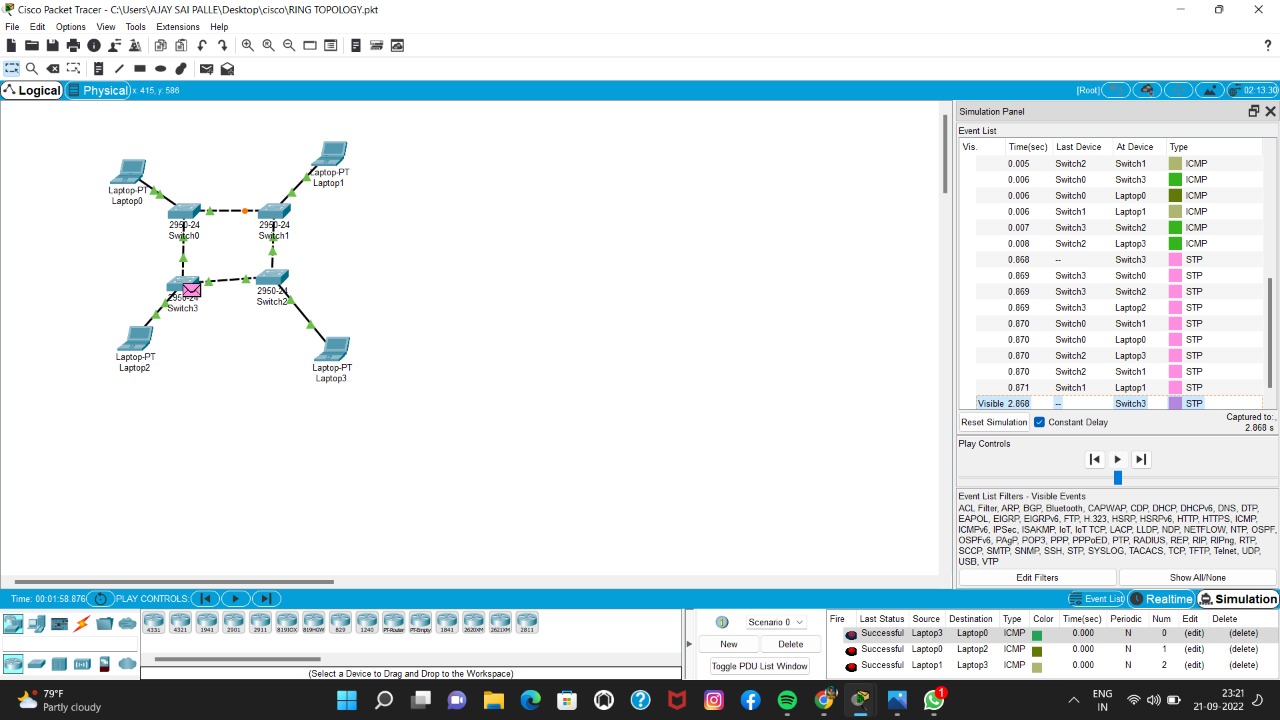 Cisco Packet Tracer - C:\Users\AJAY SAI PALLE\Desktop\cisco\RING TOPOLOGY.pkt
File Edit Options View Tools Extensions Help
?
Logical Physical x: 415, y: 586 [Root] 02:13:30
Simulation Panel
Event List
Vis. Time(sec) Last Device At Device Type
0.005 Switch2 Switch1 ICMP
0.006 Switch0 Switch3 ICMP
0.006 Switch0 Laptop0 ICMP
0.006 Switch1 Laptop1 ICMP
0.007 Switch3 Switch2 ICMP
0.008 Switch2 Laptop3 ICMP
0.868 -- Switch3 STP
0.869 Switch3 Switch0 STP
0.869 Switch3 Switch2 STP
0.869 Switch3 Laptop2 STP
0.870 Switch0 Switch1 STP
0.870 Switch0 Laptop0 STP
0.870 Switch2 Laptop3 STP
0.870 Switch2 Switch1 STP
0.871 Switch1 Laptop1 STP
Visible 2.868 -- Switch3 STP
Reset Simulation Constant Delay Captured to:
2.868 s
Play Controls
Event List Filters - Visible Events
ACL Filter, ARP, BGP, Bluetooth, CAPWAP, CDP, DHCP, DHCPv6, DNS, DTP,
EAPOL, EIGRP, EIGRPv6, FTP, H.323, HSRP, HSRPv6, HTTP, HTTPS, ICMP,
ICMPv6, IPSec, ISAKMP, IoT, IoT TCP, LACP, LLDP, NDP, NETFLOW, NTP, OSPF,
OSPFv6, PAgP, POP3, PPP, PPPoED, PTP, RADIUS, REP, RIP, RIPng, RTP,
SCCP, SMTP, SNMP, SSH, STP, SYSLOG, TACACS, TCP, TFTP, Telnet, UDP,
USB, VTP
Edit Filters Show All/None
Laptop-PT
Laptop0
Laptop-PT
Laptop1
2950-24
Switch0
2950-24
Switch1
2950-24
Switch3
2950-24
Switch2
Laptop-PT
Laptop2
Laptop-PT
Laptop3
Time: 00:01:58.876 PLAY CONTROLS: Event List Realtime Simulation
4331 4321 1941 2901 2911 819IOX 819HGW 829 1240 PT-Router PT-Empty 1841 2620XM 2621XM 2811
(Select a Device to Drag and Drop to the Workspace)
Scenario 0
New Delete
Toggle PDU List Window
Fire Last Status Source Destination Type Color Time(sec) Periodic Num Edit Delete
Successful Laptop3 Laptop0 ICMP 0.000 N 0 (edit) (delete)
Successful Laptop0 Laptop2 ICMP 0.000 N 1 (edit) (delete)
Successful Laptop1 Laptop3 ICMP 0.000 N 2 (edit) (delete)
79°F
Partly cloudy
1
ENG
IN
23:21
21-09-2022